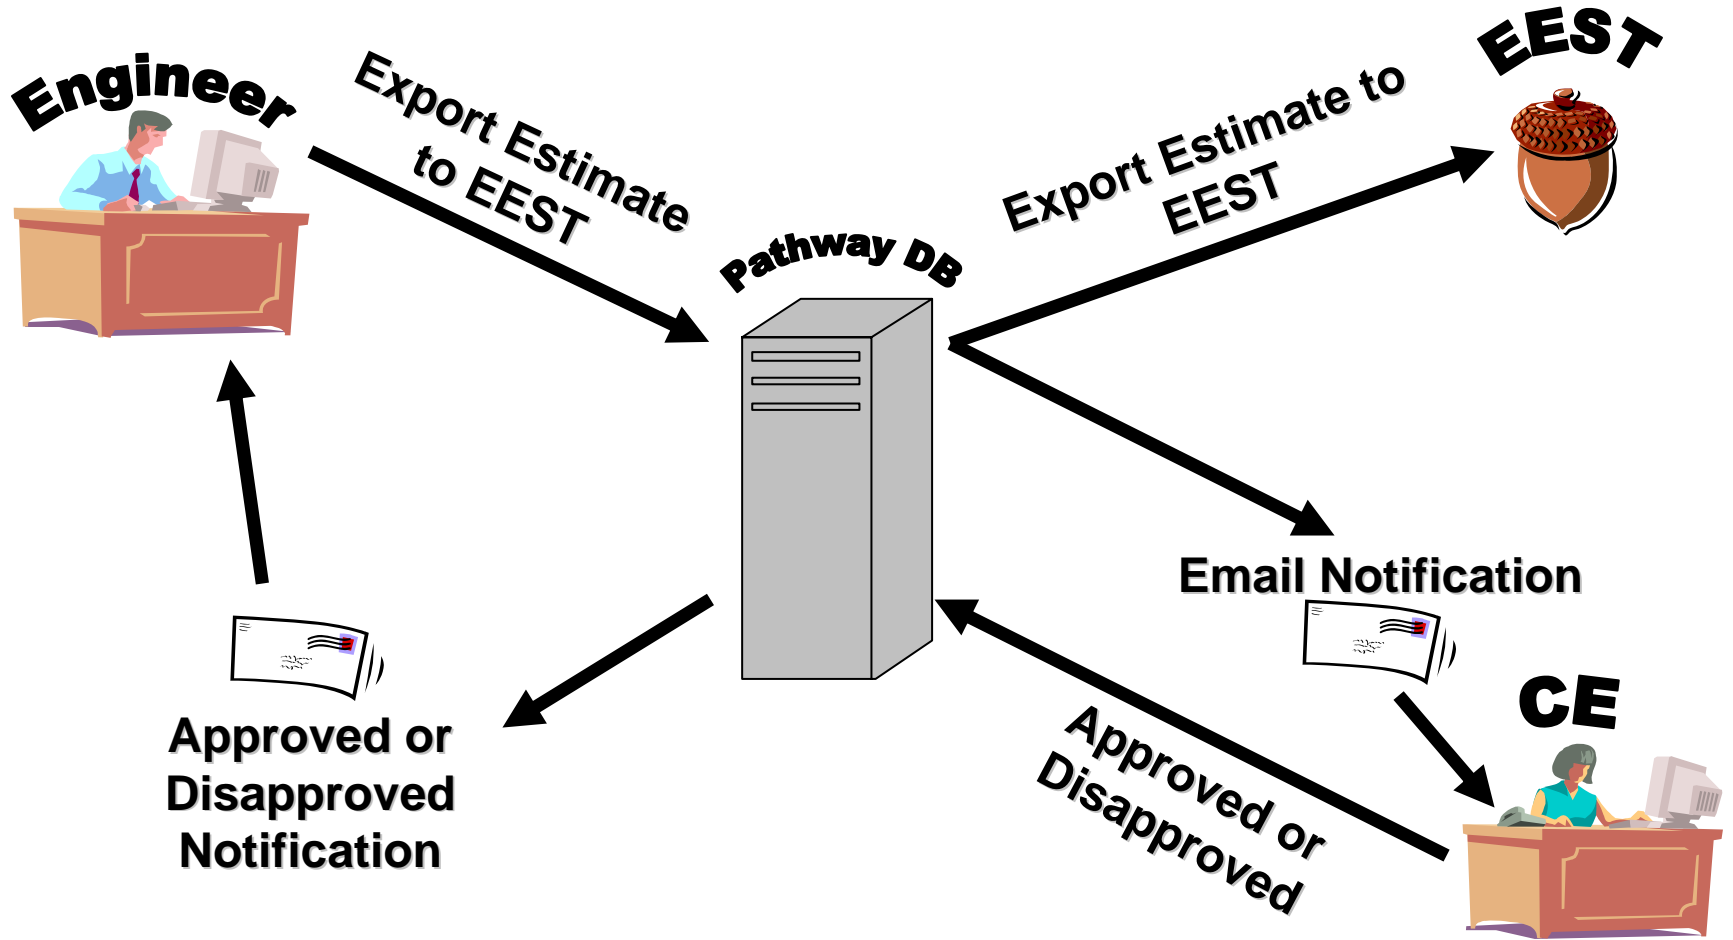 Engineer
Export Estimate
to EEST
Pathway DB
Export Estimate to
EEST
EEST
Email Notification
CE
Approved or
Disapproved
Approved or
Disapproved
Notification